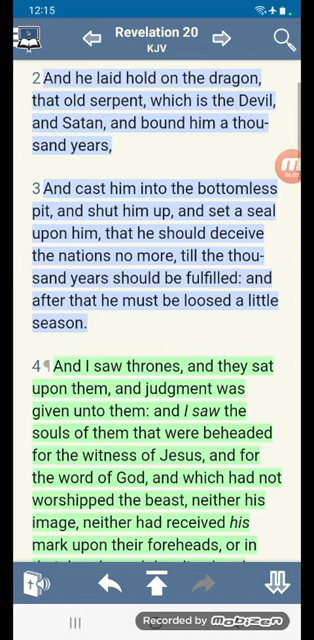 12:15
Revelation 20
KJV
2 And he laid hold on the dragon,
that old serpent, which is the Devil,
and Satan, and bound him a thou-
sand years,
3 And cast him into the bottomless
pit, and shut him up, and set a seal
upon him, that he should deceive
the nations no more, till the thou-
sand years should be fulfilled: and
after that he must be loosed a little
season.
4 ¶ And I saw thrones, and they sat
upon them, and judgment was
given unto them: and I saw the
souls of them that were beheaded
for the witness of Jesus, and for
the word of God, and which had not
worshipped the beast, neither his
image, neither had received his
mark upon their foreheads, or in
Recorded by Mobizen